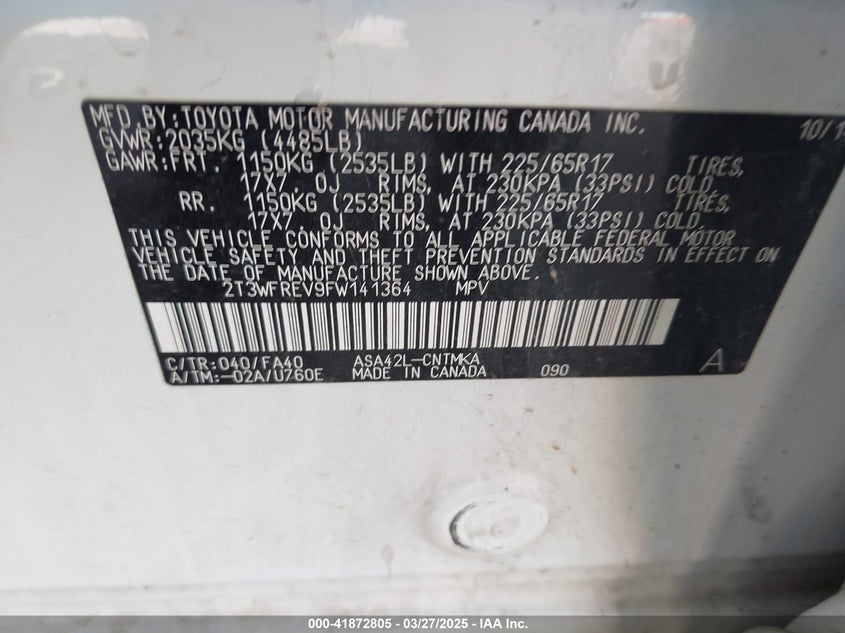 MFD BY:TOYOTA MOTOR MANUFACTURING CANADA INC.
GVWR:2035KG (4485LB)
GAWR:FRT. 1150KG (2535LB) WITH 225/65R17 TIRES,
17X7.0J RIMS, AT 230KPA (33PSI) COLD,
RR. 1150KG (2535LB) WITH 225/65R17 TIRES,
17X7.0J RIMS, AT 230KPA (33PSI) COLD,
THIS VEHICLE CONFORMS TO ALL APPLICABLE FEDERAL MOTOR
VEHICLE SAFETY AND THEFT PREVENTION STANDARDS IN EFFECT ON
THE DATE OF MANUFACTURE SHOWN ABOVE.
2T3WFREV9FW141364 MPV
C/TR:040/FA40 ASA42L-CNTMKA
A/TM:-02A/U760E MADE IN CANADA 090 A
000-41872805 / 03/27/2025 - IAA Inc.